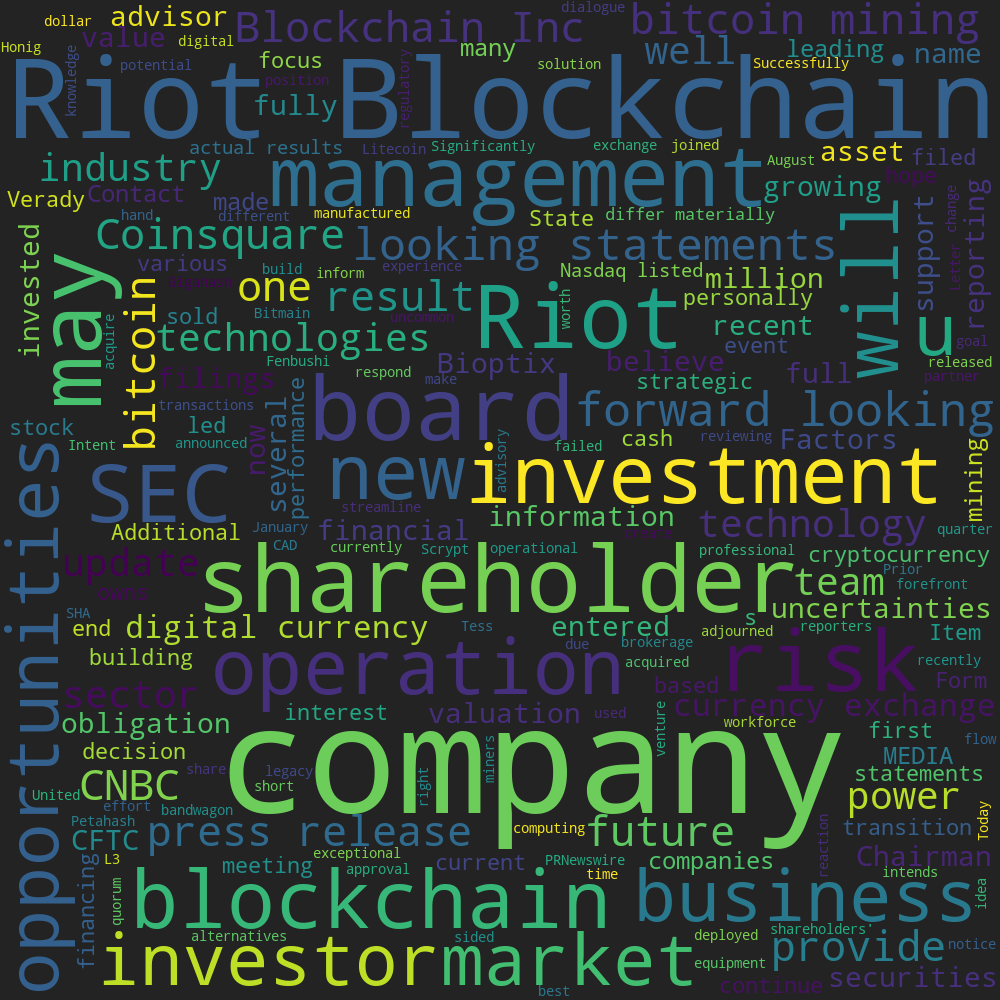 dollar
advisor
Blockchain Inc
dialogue
bitcoin mining
Honig
value
digital
many
well
leading
name
knowledge
potential
focus
position
regulatory
solution
Successfully
Riot Blockchain
fully
actual results
Litecoin
Significantly
exchange
joined
August
asset
filed
industry
management
growing
hope
Verady
Contact
made
hand
different
manufactured
State
differ materially
support
Letter
change
reporting
Coinsquare
looking statements
will
invested
may
various
build
inform
experience
Nasdaq listed
million
alignment
one
result
Riot
worth
personally
u
bitcoin
sold
Bitmain
uncommon
recent
acquire
technologies
event
goal
Fenbushi
Bioptix
believe
released
filings
respond
make
strategic
full
partner
transactions
several
performance
board
forward looking
stock
led
Intent
announced
now
advisory
failed
cash
reviewing
Factors
mining
opportunities
SEC
new
investment
streamline
information
Additional
January
financial
technology
quarter
CAD
currently
Scrypt
operational
professional
cryptocurrency
update
shareholder
team
Prior
forefront
owns
SHA
s
uncertainties
end
digital currency
Tess
entered
adjourned
reporters
Item
building
operation
due
brokerage
risk
acquired
recently
sector
based
Form
obligation
interest
valuation
used
currency exchange
venture
workforce
first
flow
decision
company
miners
MEDIA
CNBC
share
legacy
short
right
statements
United
effort
bandwagon
power
Petahash
CFTC
press release
computing
future
transition
Today
L3
exceptional
reaction
Chairman
financing
meeting
approval
current
PRNewswire
time
companies
intends
quorum
blockchain
business
idea
alternatives
sided
deployed
shareholders'
investor
market
provide
notice
equipment
best
continue
securities